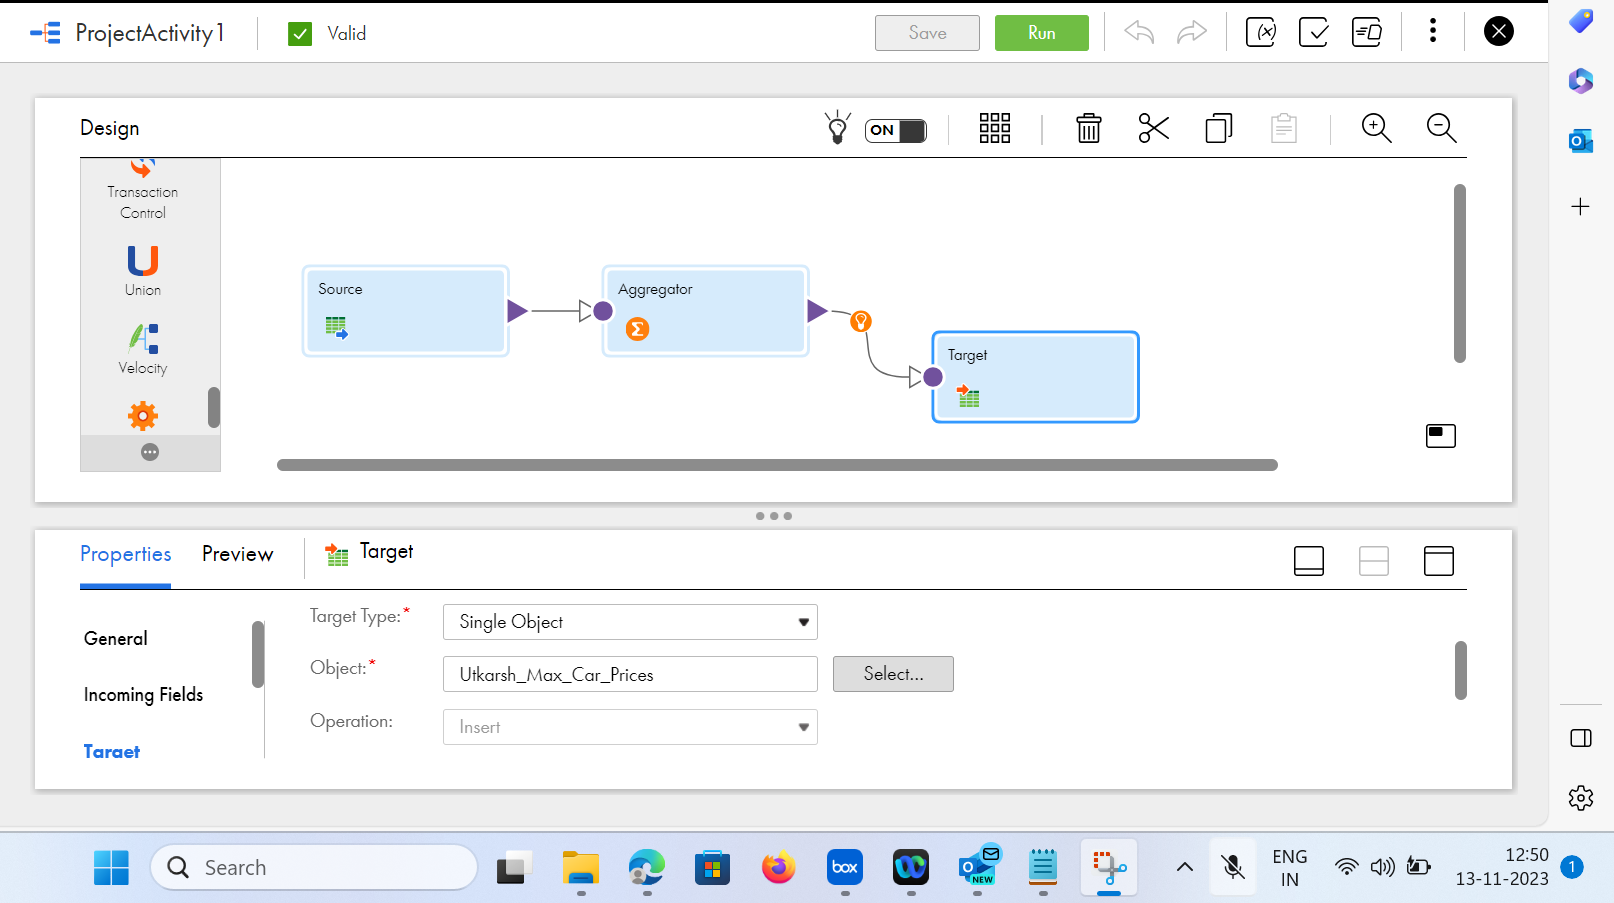 ProjectActivity1
Valid
Save
Run
Design
ON
Transaction
Control
Union
Velocity
Source
Aggregator
Target
Properties
Preview
Target
General
Incoming Fields
Target
Target Type:*
Single Object
Object:*
Utkarsh_Max_Car_Prices
Select...
Operation:
Insert
Search
box
NEW
ENG
IN
12:50
13-11-2023
1